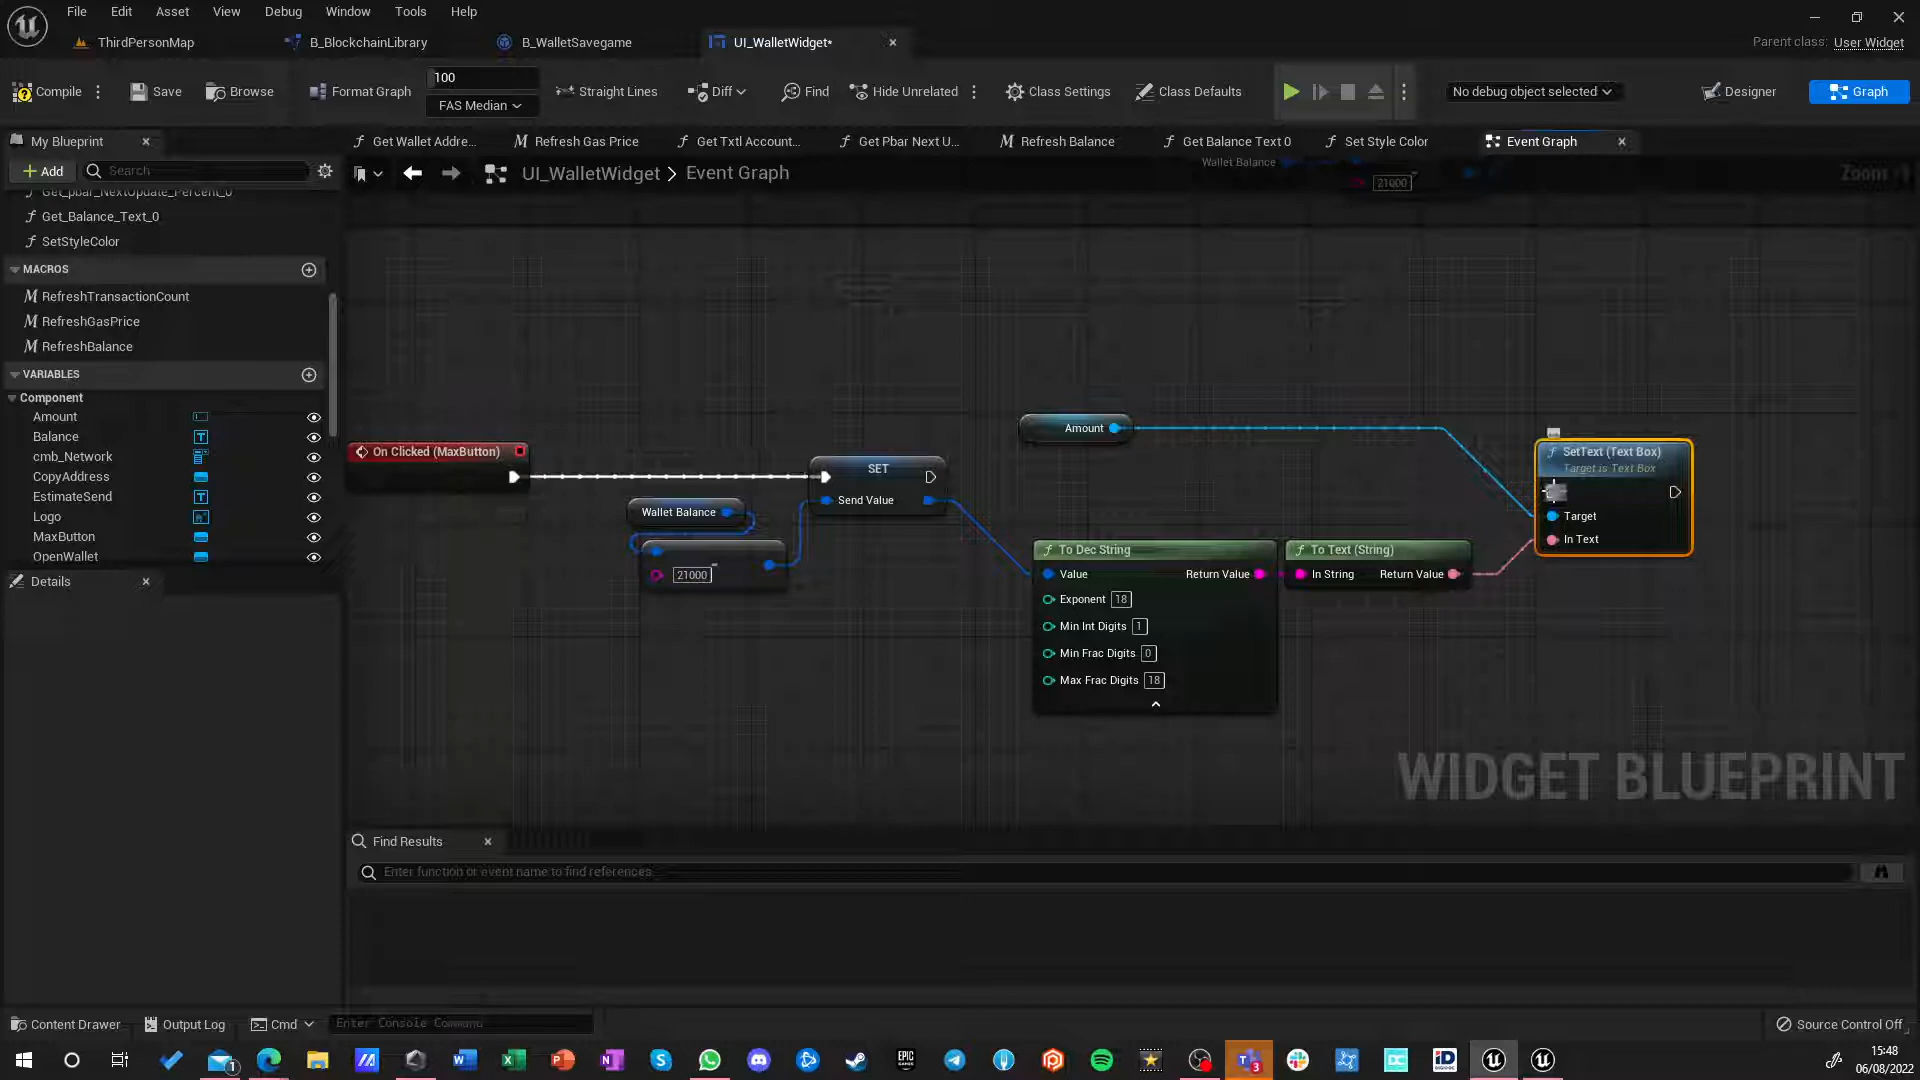 File Edit Asset View Debug Window Tools Help
ThirdPersonMap B_BlockchainLibrary B_WalletSavegame UI_WalletWidget* Parent class: User Widget
Compile Save Browse Format Graph 100 FAS Median Straight Lines Diff Find Hide Unrelated Class Settings Class Defaults No debug object selected Designer Graph
My Blueprint Get Wallet Addre... Refresh Gas Price Get Txtl Account... Get Pbar Next U... Refresh Balance Get Balance Text 0 Set Style Color Event Graph
Add Search UI_WalletWidget > Event Graph
Wallet Balance
21000
Zoom
Get_pbar_NextUpdate_Percent_0
Get_Balance_Text_0
SetStyleColor
MACROS
RefreshTransactionCount
RefreshGasPrice
RefreshBalance
VARIABLES
Component
Amount
Balance
cmb_Network
CopyAddress
EstimateSend
Logo
MaxButton
OpenWallet
Details
On Clicked (MaxButton)
SET
Send Value
Wallet Balance
21000
-
Amount
To Dec String
Value Return Value
Exponent 18
Min Int Digits 1
Min Frac Digits 0
Max Frac Digits 18
To Text (String)
In String Return Value
SetText (Text Box)
Target is Text Box
Target
In Text
WIDGET BLUEPRINT
Find Results
Enter function or event name to find references...
Content Drawer Output Log Cmd Enter Console Command Source Control Off
15:48
06/08/2022